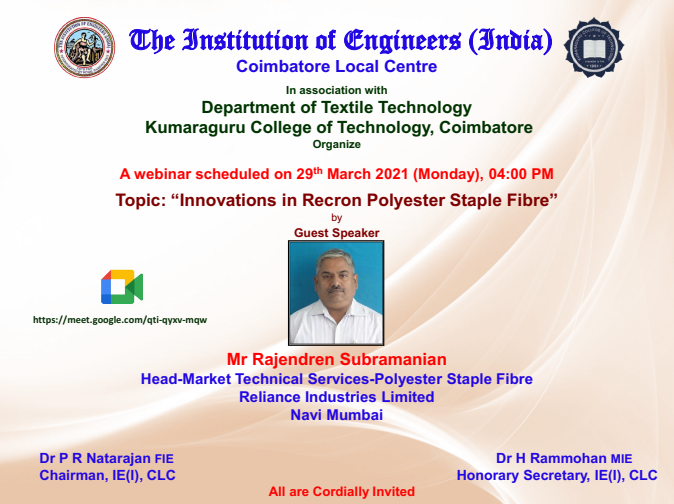 The Institution of Engineers (India)
Coimbatore Local Centre
In association with
Department of Textile Technology
Kumaraguru College of Technology, Coimbatore
Organize
A webinar scheduled on 29th March 2021 (Monday), 04:00 PM
Topic: “Innovations in Recron Polyester Staple Fibre”
by
Guest Speaker
https://meet.google.com/qti-qyxv-mqw
Mr Rajendren Subramanian
Head-Market Technical Services-Polyester Staple Fibre
Reliance Industries Limited
Navi Mumbai
Dr P R Natarajan FIE
Chairman, IE(I), CLC
Dr H Rammohan MIE
Honorary Secretary, IE(I), CLC
All are Cordially Invited